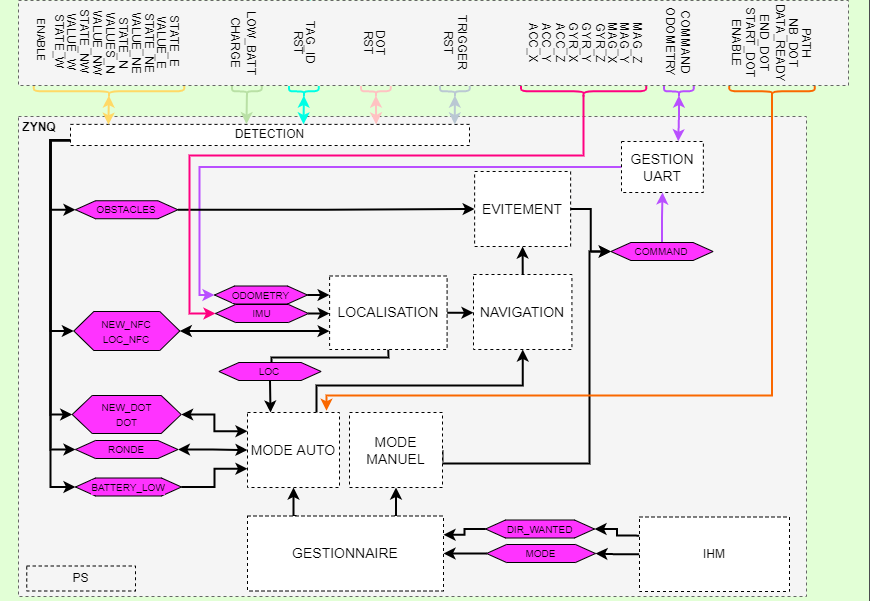 ENABLE
STATE_W
VALUE_W
STATE_NW
VALUE_NW
VALUES_N
STATE_N
VALUE_NE
STATE_NE
VALUE_E
STATE_E
LOW_BATT
CHARGE
TAG_ID
RST
DOT
RST
TRIGGER
RST
ACC_X
ACC_Y
ACC_Z
GYR_X
GYR_Y
GYR_Z
MAG_X
MAG_Y
MAG_Z
COMMAND
ODOMETRY
PATH
NB_DOT
DATA_READY
END_DOT
START_DOT
ENABLE
ZYNQ
DETECTION
GESTION
UART
OBSTACLES
EVITEMENT
COMMAND
ODOMETRY
IMU
LOCALISATION
NAVIGATION
NEW_NFC
LOC_NFC
LOC
NEW_DOT
DOT
RONDE
BATTERY_LOW
MODE AUTO
MODE
MANUEL
GESTIONNAIRE
DIR_WANTED
MODE
IHM
PS